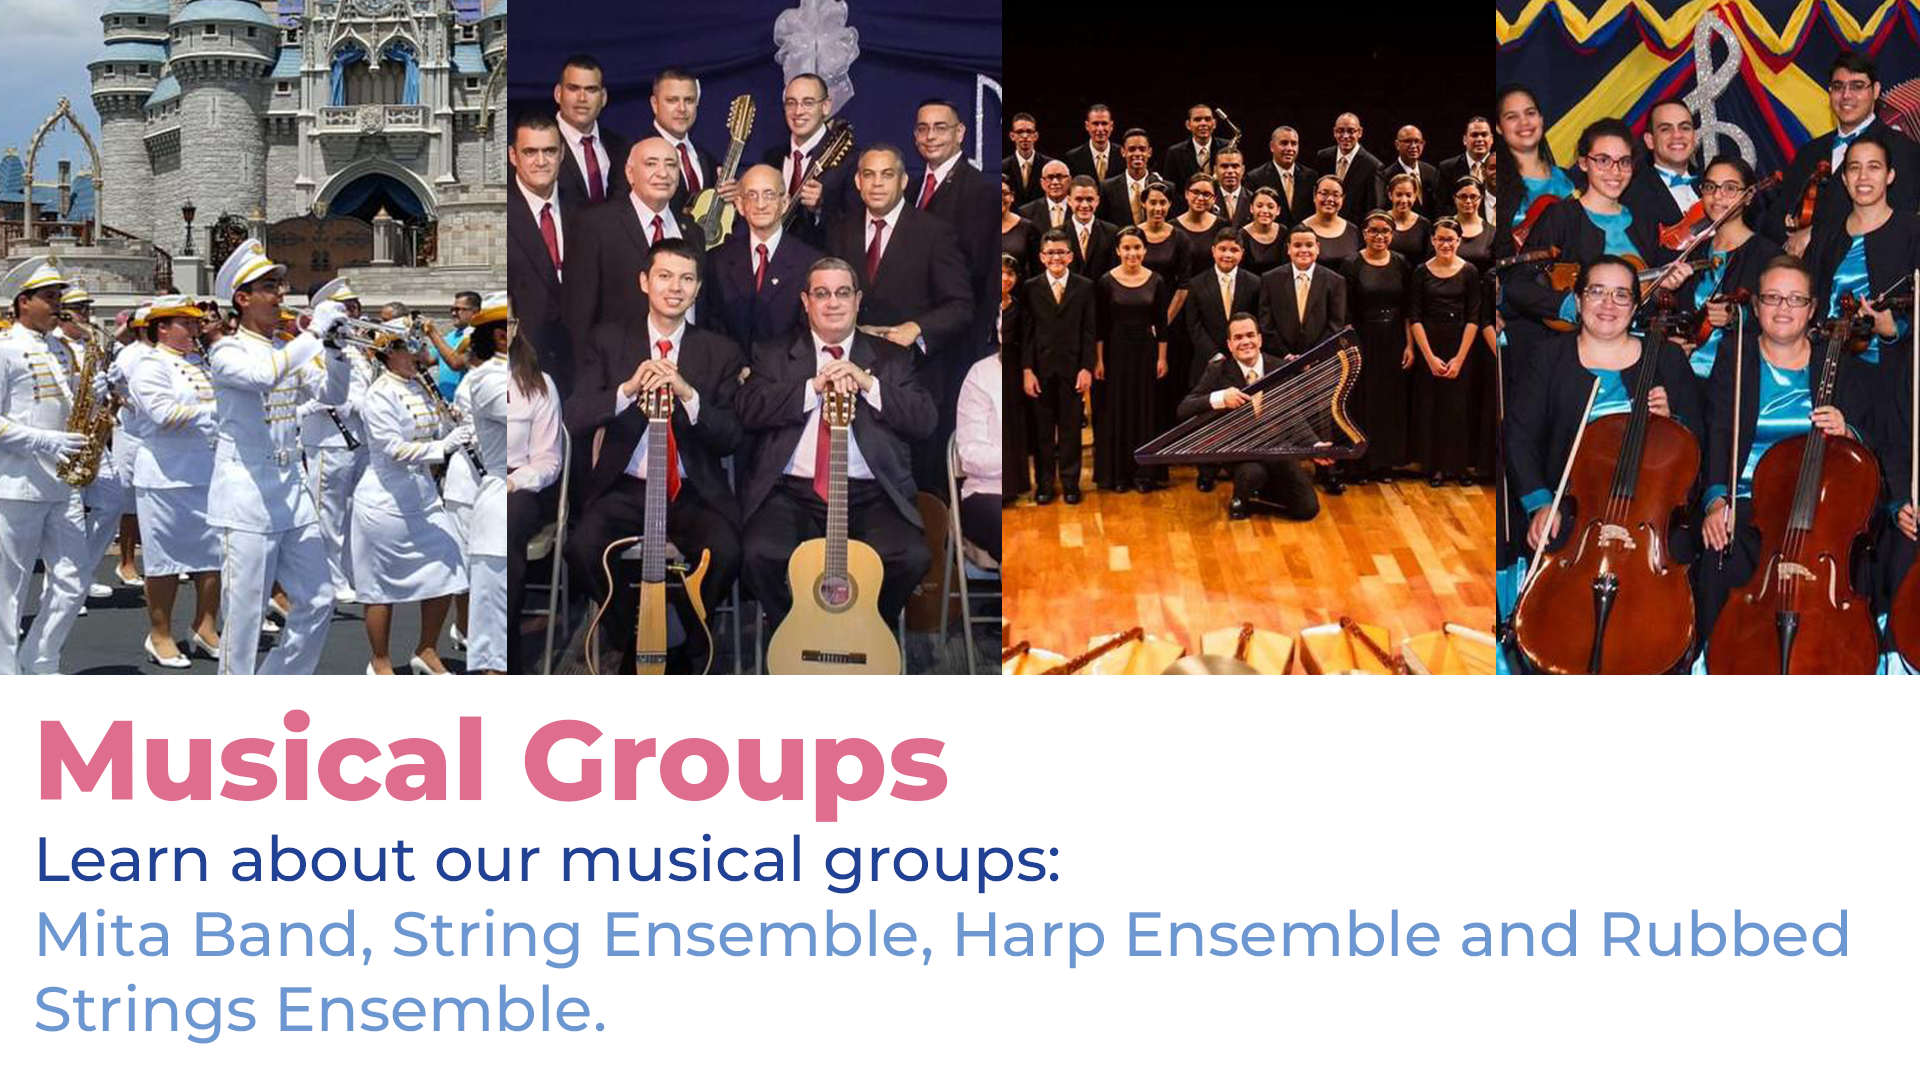 Musical Groups
Learn about our musical groups:
Mita Band, String Ensemble, Harp Ensemble and Rubbed
Strings Ensemble.